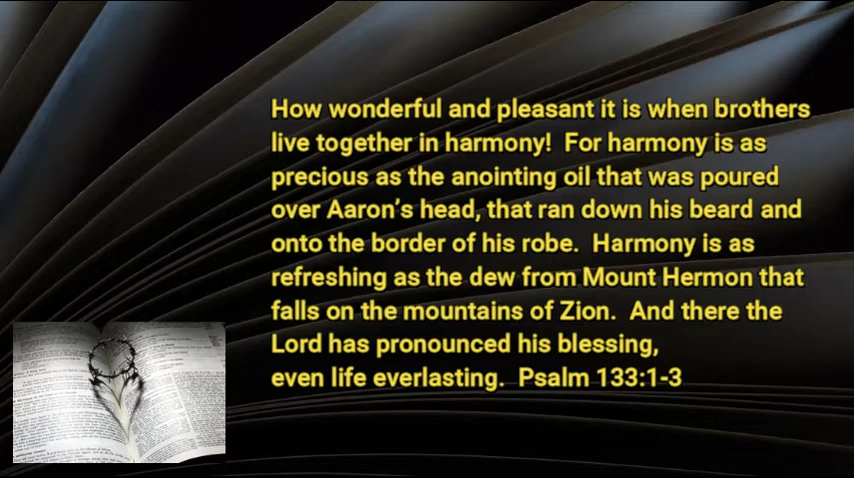 How wonderful and pleasant it is when brothers
live together in harmony!  For harmony is as
precious as the anointing oil that was poured
over Aaron’s head, that ran down his beard and
onto the border of his robe.  Harmony is as
refreshing as the dew from Mount Hermon that
falls on the mountains of Zion.  And there the
Lord has pronounced his blessing,
even life everlasting.  Psalm 133:1-3